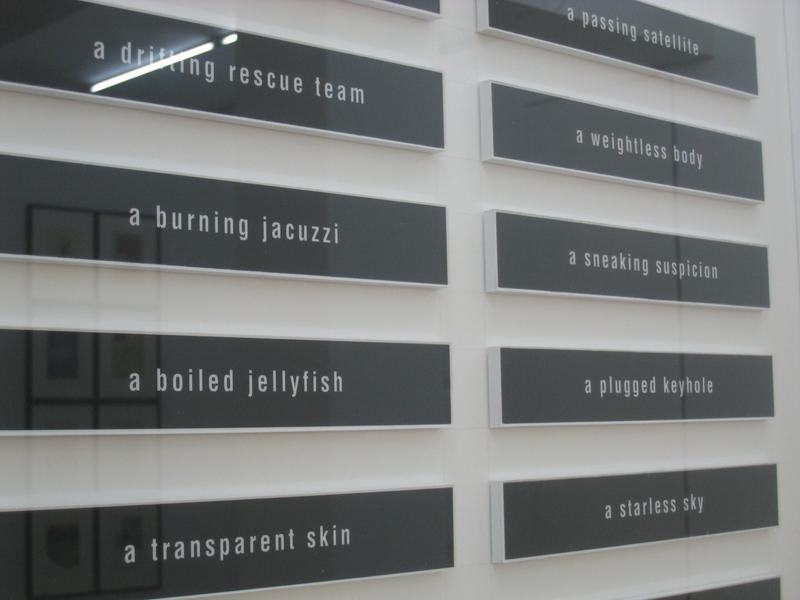 a drifting rescue team
a burning jacuzzi
a boiled jellyfish
a transparent skin
a passing satellite
a weightless body
a sneaking suspicion
a plugged keyhole
a starless sky